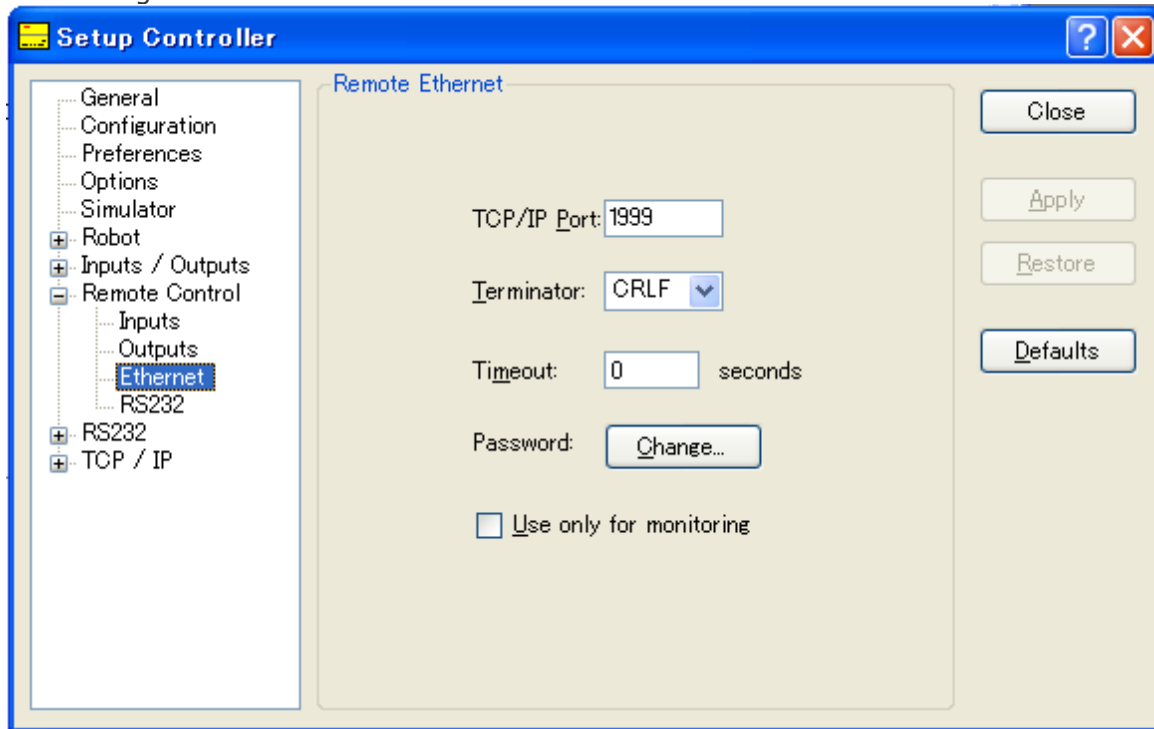 Setup Controller
General
Configuration
Preferences
Options
Simulator
Robot
Inputs / Outputs
Remote Control
Inputs
Outputs
Ethernet
RS232
RS232
TCP / IP
Remote Ethernet
TCP/IP Port: 1999
Terminator: CRLF
Timeout: 0 seconds
Password: Change...
Use only for monitoring
Close
Apply
Restore
Defaults